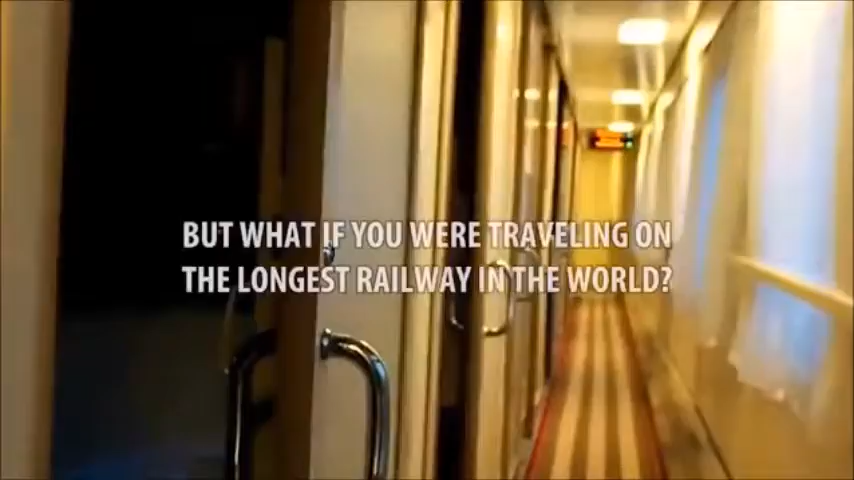 BUT WHAT IF YOU WERE TRAVELING ON
THE LONGEST RAILWAY IN THE WORLD?